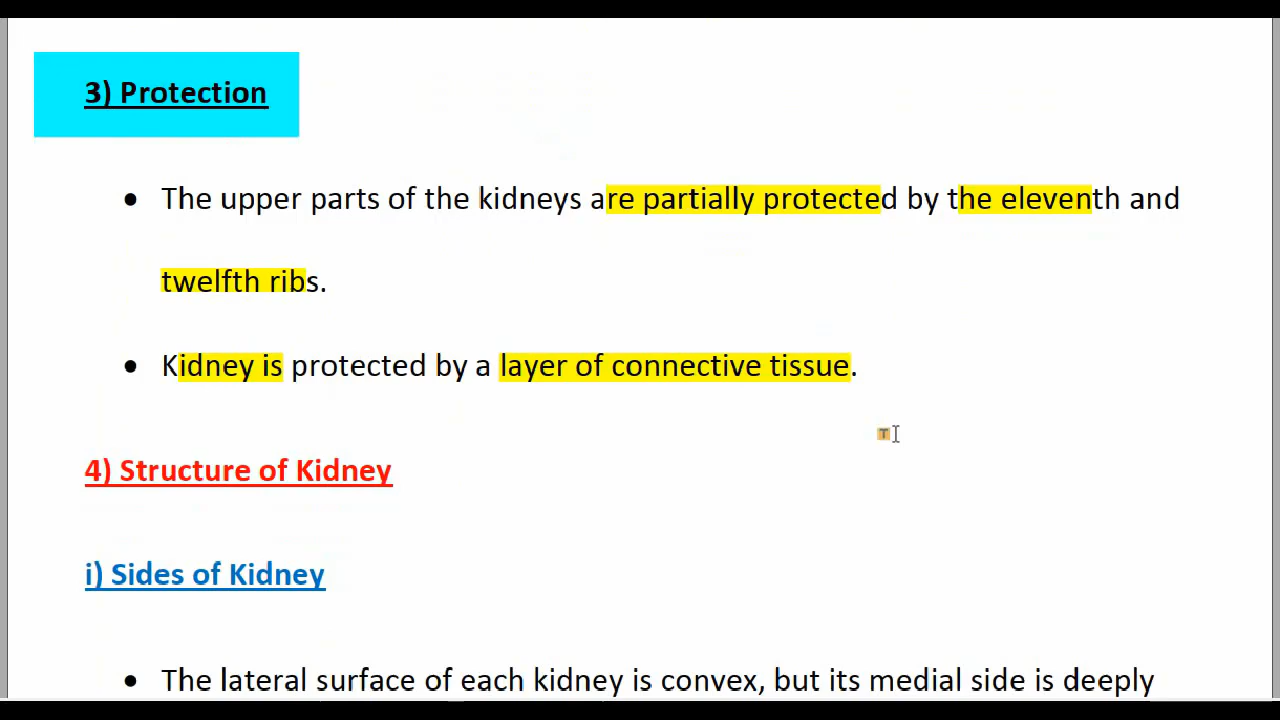 3) Protection
• The upper parts of the kidneys are partially protected by the eleventh and
twelfth ribs.
• Kidney is protected by a layer of connective tissue.
4) Structure of Kidney
i) Sides of Kidney
• The lateral surface of each kidney is convex, but its medial side is deeply